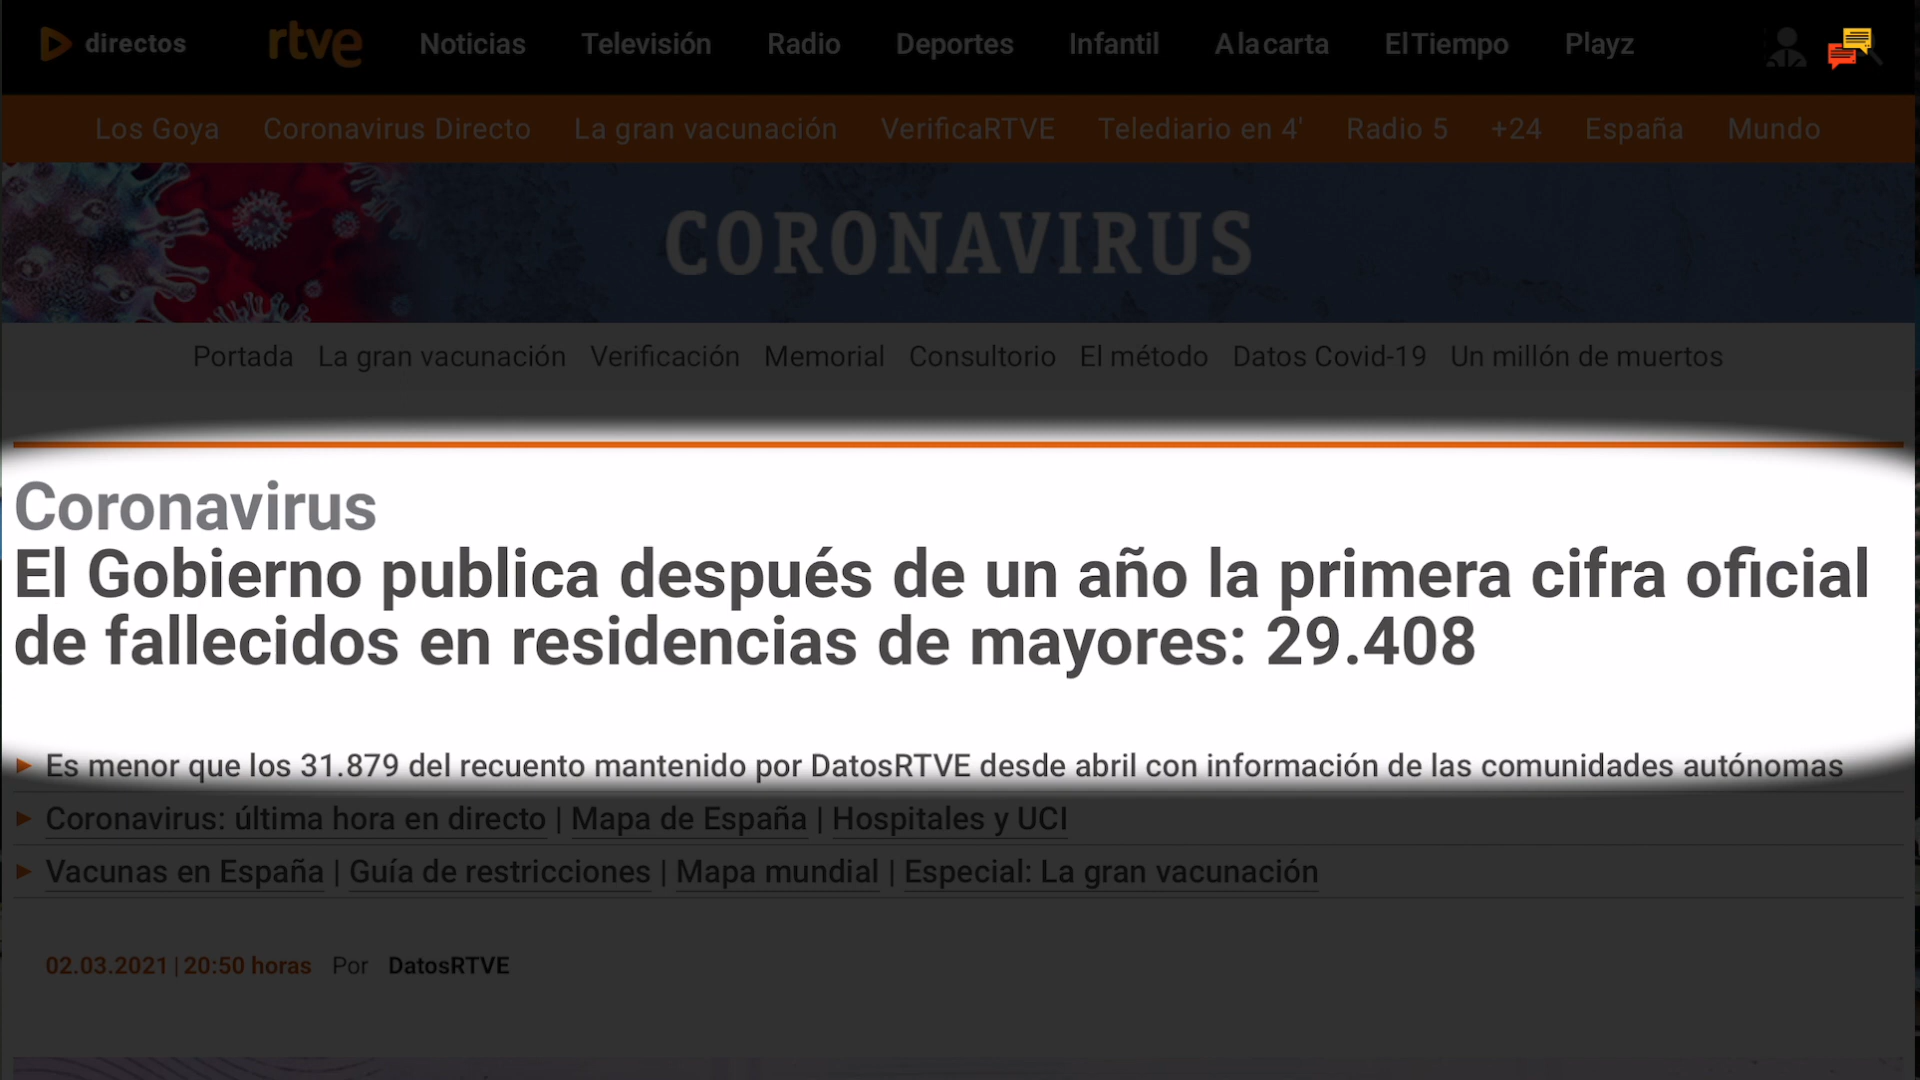 directos rtve Noticias Televisión Radio Deportes Infantil A la carta El Tiempo Playz
Los Goya Coronavirus Directo La gran vacunación VerificaRTVE Telediario en 4' Radio 5 +24 España Mundo
CORONAVIRUS
Portada La gran vacunación Verificación Memorial Consultorio El método Datos Covid-19 Un millón de muertos
Coronavirus
El Gobierno publica después de un año la primera cifra oficial
de fallecidos en residencias de mayores: 29.408
Es menor que los 31.879 del recuento mantenido por DatosRTVE desde abril con información de las comunidades autónomas
Coronavirus: última hora en directo | Mapa de España | Hospitales y UCI
Vacunas en España | Guía de restricciones | Mapa mundial | Especial: La gran vacunación
02.03.2021 | 20:50 horas Por DatosRTVE